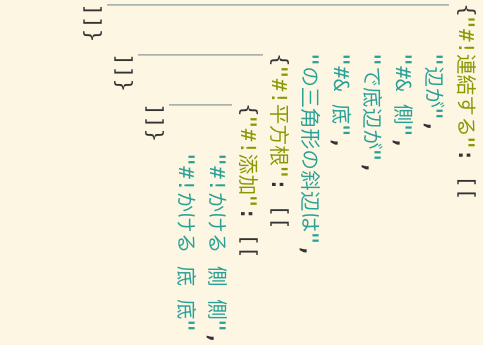 {"#!連結する": [[
"辺が",
"#& 側",
"で底辺が",
"#& 底",
"の三角形の斜辺は",
{"#!平方根": [[
{"#!添加": [[
"#!かける 側 側",
"#!かける 底 底"
]]}
]]}
]]}